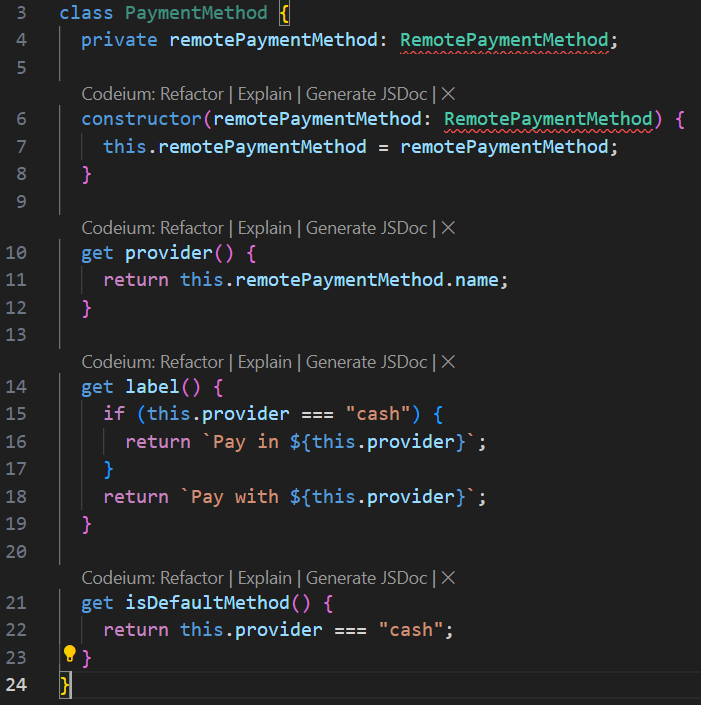 3 class PaymentMethod {
4   private remotePaymentMethod: RemotePaymentMethod;
5
Codeium: Refactor | Explain | Generate JSDoc | ×
6   constructor(remotePaymentMethod: RemotePaymentMethod) {
7     this.remotePaymentMethod = remotePaymentMethod;
8   }
9
Codeium: Refactor | Explain | Generate JSDoc | ×
10   get provider() {
11     return this.remotePaymentMethod.name;
12   }
13
Codeium: Refactor | Explain | Generate JSDoc | ×
14   get label() {
15     if (this.provider === "cash") {
16       return `Pay in ${this.provider}`;
17     }
18     return `Pay with ${this.provider}`;
19   }
20
Codeium: Refactor | Explain | Generate JSDoc | ×
21   get isDefaultMethod() {
22     return this.provider === "cash";
23   }
24 }